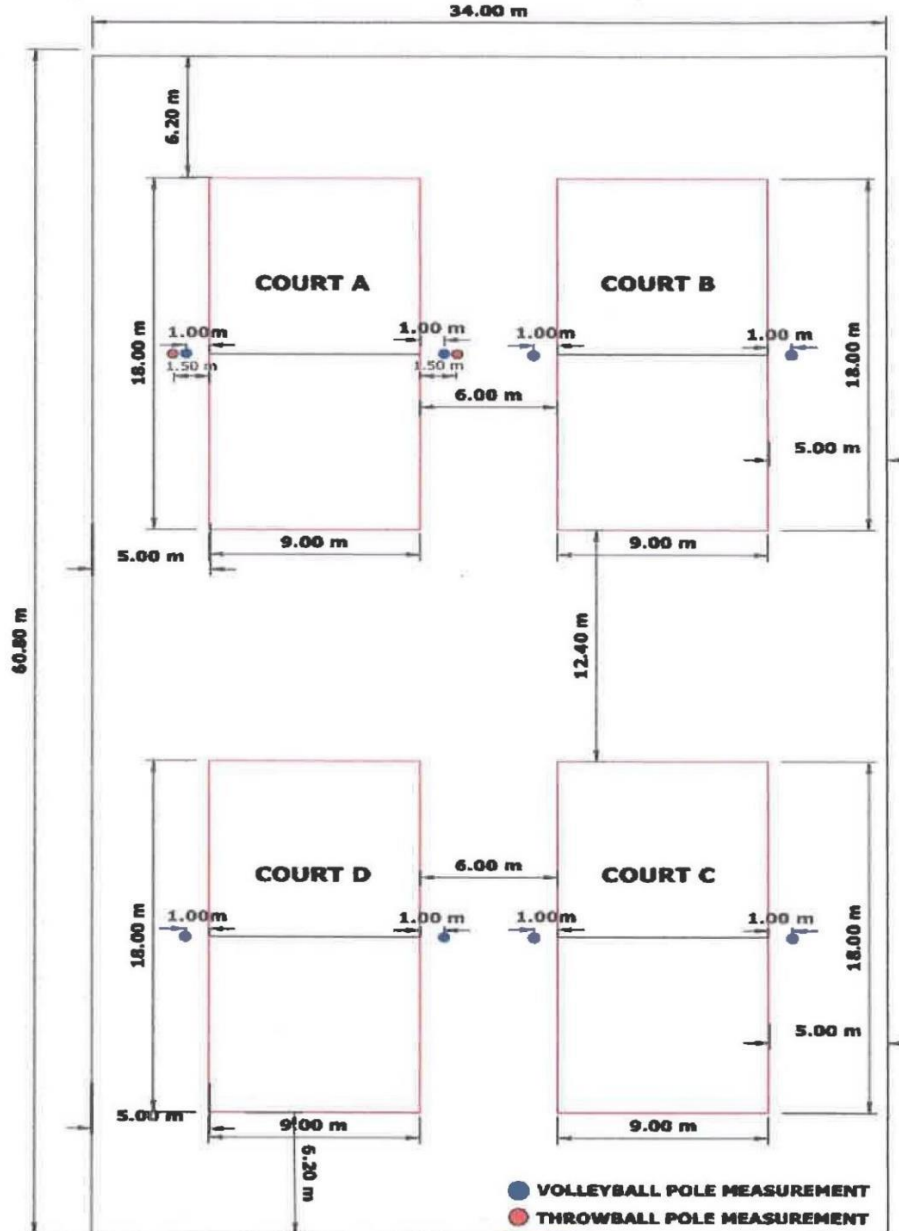 34.00 m
6.20 m
COURT A
COURT B
1.00m
1.00 m
1.00m
1.00 m
18.00 m
1.50 m
1.50 m
18.00 m
6.00 m
5.00 m
9.00 m
9.00 m
5.00 m
60.80 m
12.40 m
COURT D
6.00 m
COURT C
1.00m
1.00 m
1.00m
1.00 m
18.00 m
18.00 m
5.00 m
5.00 m
9.00 m
9.00 m
6.20 m
VOLLEYBALL POLE MEASUREMENT
THROWBALL POLE MEASUREMENT